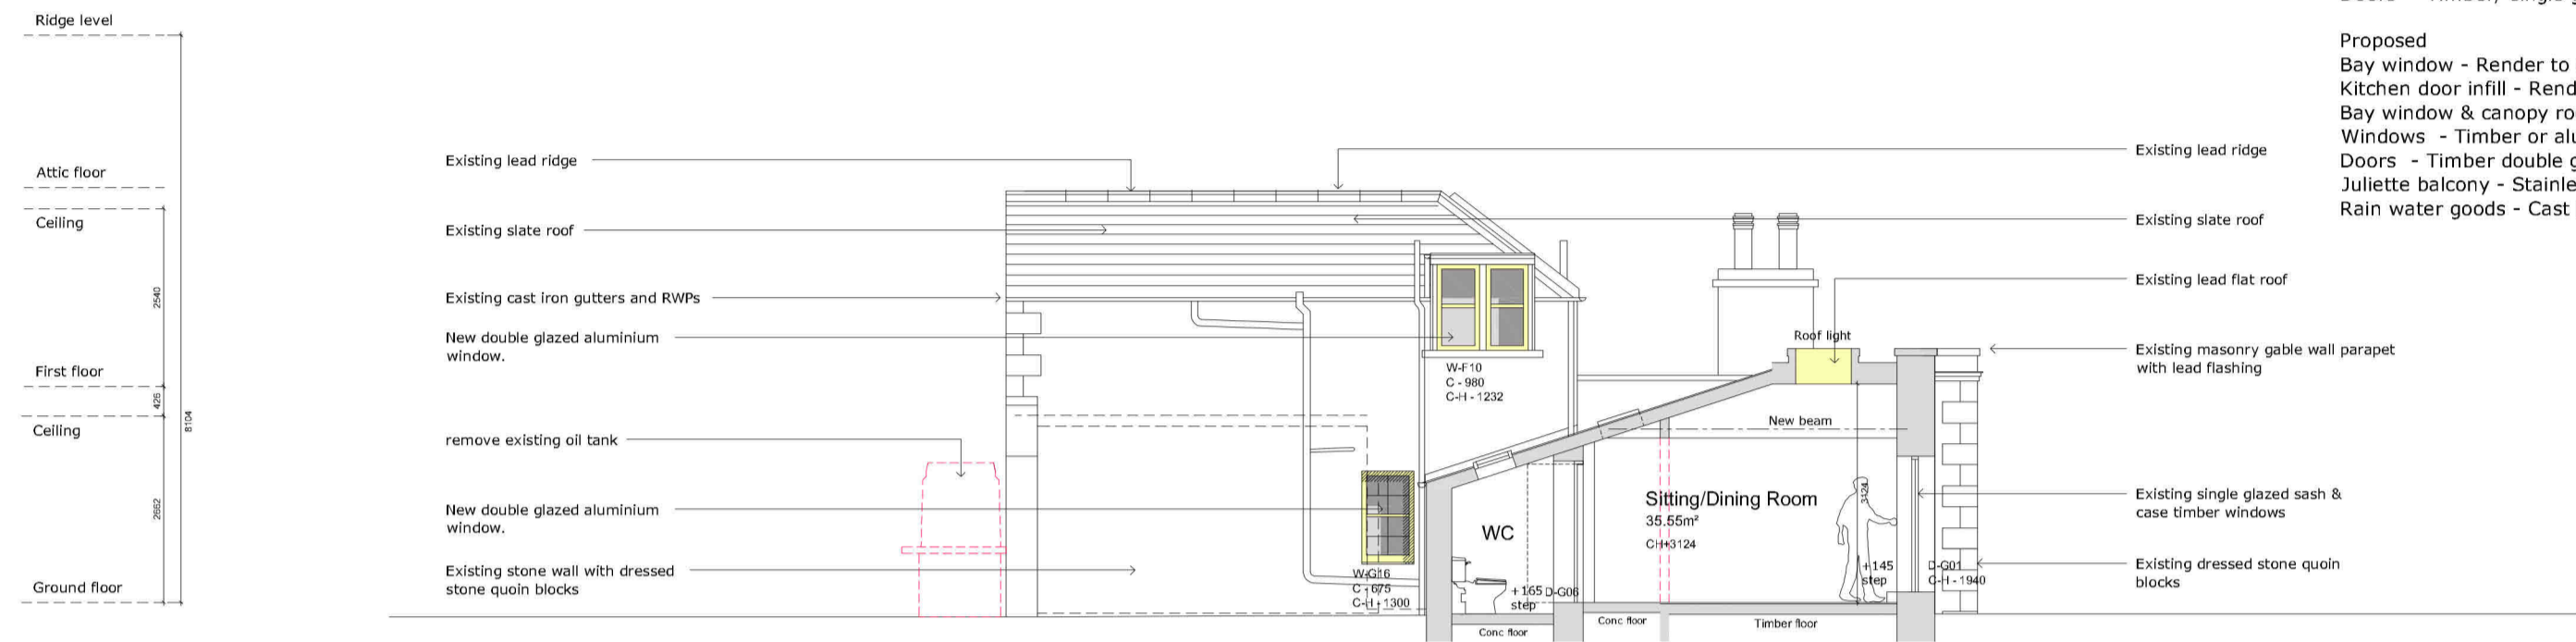 Ridge level
Attic floor
Ceiling
2540
First floor
426
8104
Ceiling
2662
Ground floor
Existing lead ridge
Existing slate roof
Existing cast iron gutters and RWPs
New double glazed aluminium
window.
remove existing oil tank
New double glazed aluminium
window.
Existing stone wall with dressed
stone quoin blocks
W-F10
C - 980
C-H - 1232
W-G16
C - 675
C-H - 1300
WC
+165
step
D-G06
Conc floor
Conc floor
Timber floor
Roof light
New beam
Sitting/Dining Room
35.55m²
CH+3124
3124
+145
step
D-G01
C-H - 1940
Existing lead ridge
Existing slate roof
Existing lead flat roof
Existing masonry gable wall parapet
with lead flashing
Existing single glazed sash &
case timber windows
Existing dressed stone quoin
blocks
Proposed
Bay window - Render to
Kitchen door infill - Rend
Bay window & canopy ro
Windows - Timber or alu
Doors - Timber double g
Juliette balcony - Stainle
Rain water goods - Cast